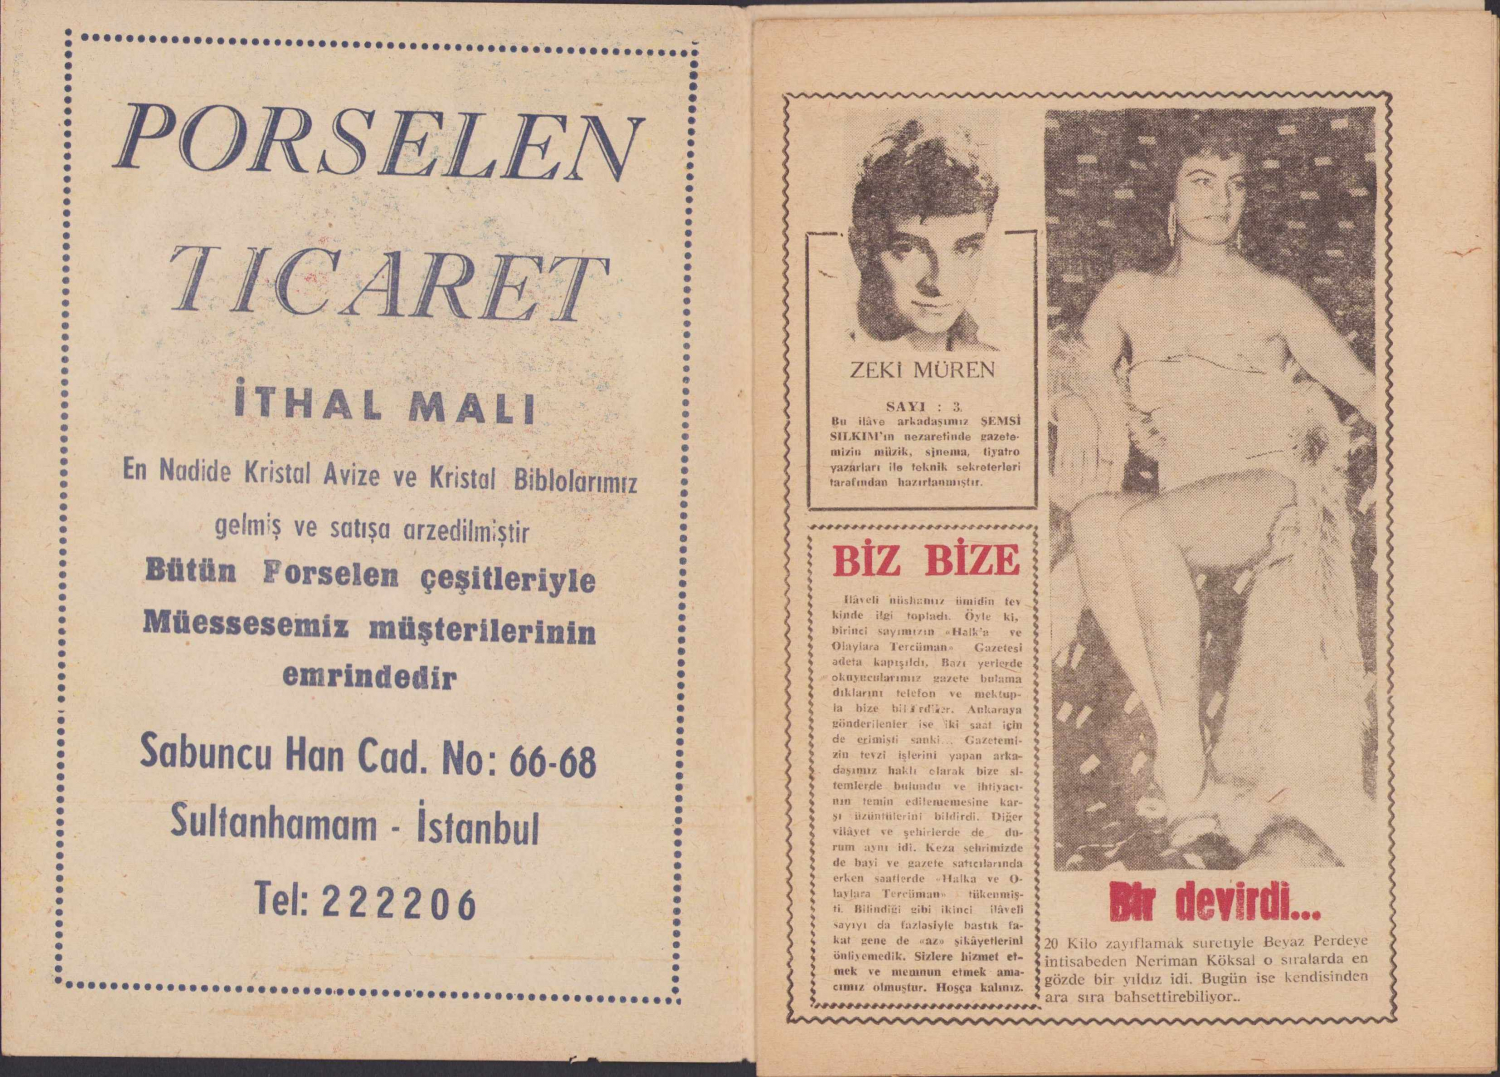 PORSELEN
TICARET
İTHAL MALI
En Nadide Kristal Avize ve Kristal Biblolarımız
gelmiş ve satışa arzedilmiştir
Bütün Forselen çeşitleriyle
Müessesemiz müşterilerinin
emrindedir
Sabuncu Han Cad. No: 66-68
Sultanhamam - İstanbul
Tel: 222206
ZEKİ MÜREN
SAYI : 3.
Bu ilâve arkadaşımız ŞEMSİ
SILKIM'ın nezaretinde gazete-
mizin müzik, sinema, tiyatro
yazarları ile teknik sekreterleri
tarafından hazırlanmıştır.
BİZ BİZE
İlâveli nüshamız ümidin fev
kinde ilgi topladı. Öyle ki,
birinci sayımızın «Halk'a ve
Olaylara Tercüman» Gazetesi
adeta kapışıldı. Bazı yerlerde
okuyucularımız gazete bulama
dıklarını telefon ve mektup-
la bize bildirdiler. Ankaraya
gönderilenler ise iki saat için
de erimişti sanki... Gazetemi-
zin tevzi işlerini yapan arka-
daşımız haklı olarak bize si-
temlerde bulundu ve ihtiyacı-
nın temin edilememesine kar-
şı üzüntülerini bildirdi. Diğer
vilâyet ve şehirlerde de du-
rum aynı idi. Keza şehrimizde
de bayi ve gazete satıcılarında
erken saatlerde «Halka ve O-
laylara Tercüman» tükenmiş-
ti. Bilindiği gibi ikinci ilâveli
sayıyı da fazlasiyle bastık fa-
kat gene de «az» şikâyetlerini
önliyemedik. Sizlere hizmet et-
mek ve memnun etmek ama-
cımız olmuştur. Hoşça kalınız.
Bir devirdi...
20 Kilo zayıflamak suretiyle Beyaz Perdeye
intisabeden Neriman Köksal o sıralarda en
gözde bir yıldız idi. Bugün ise kendisinden
ara sıra bahsettirebiliyor..